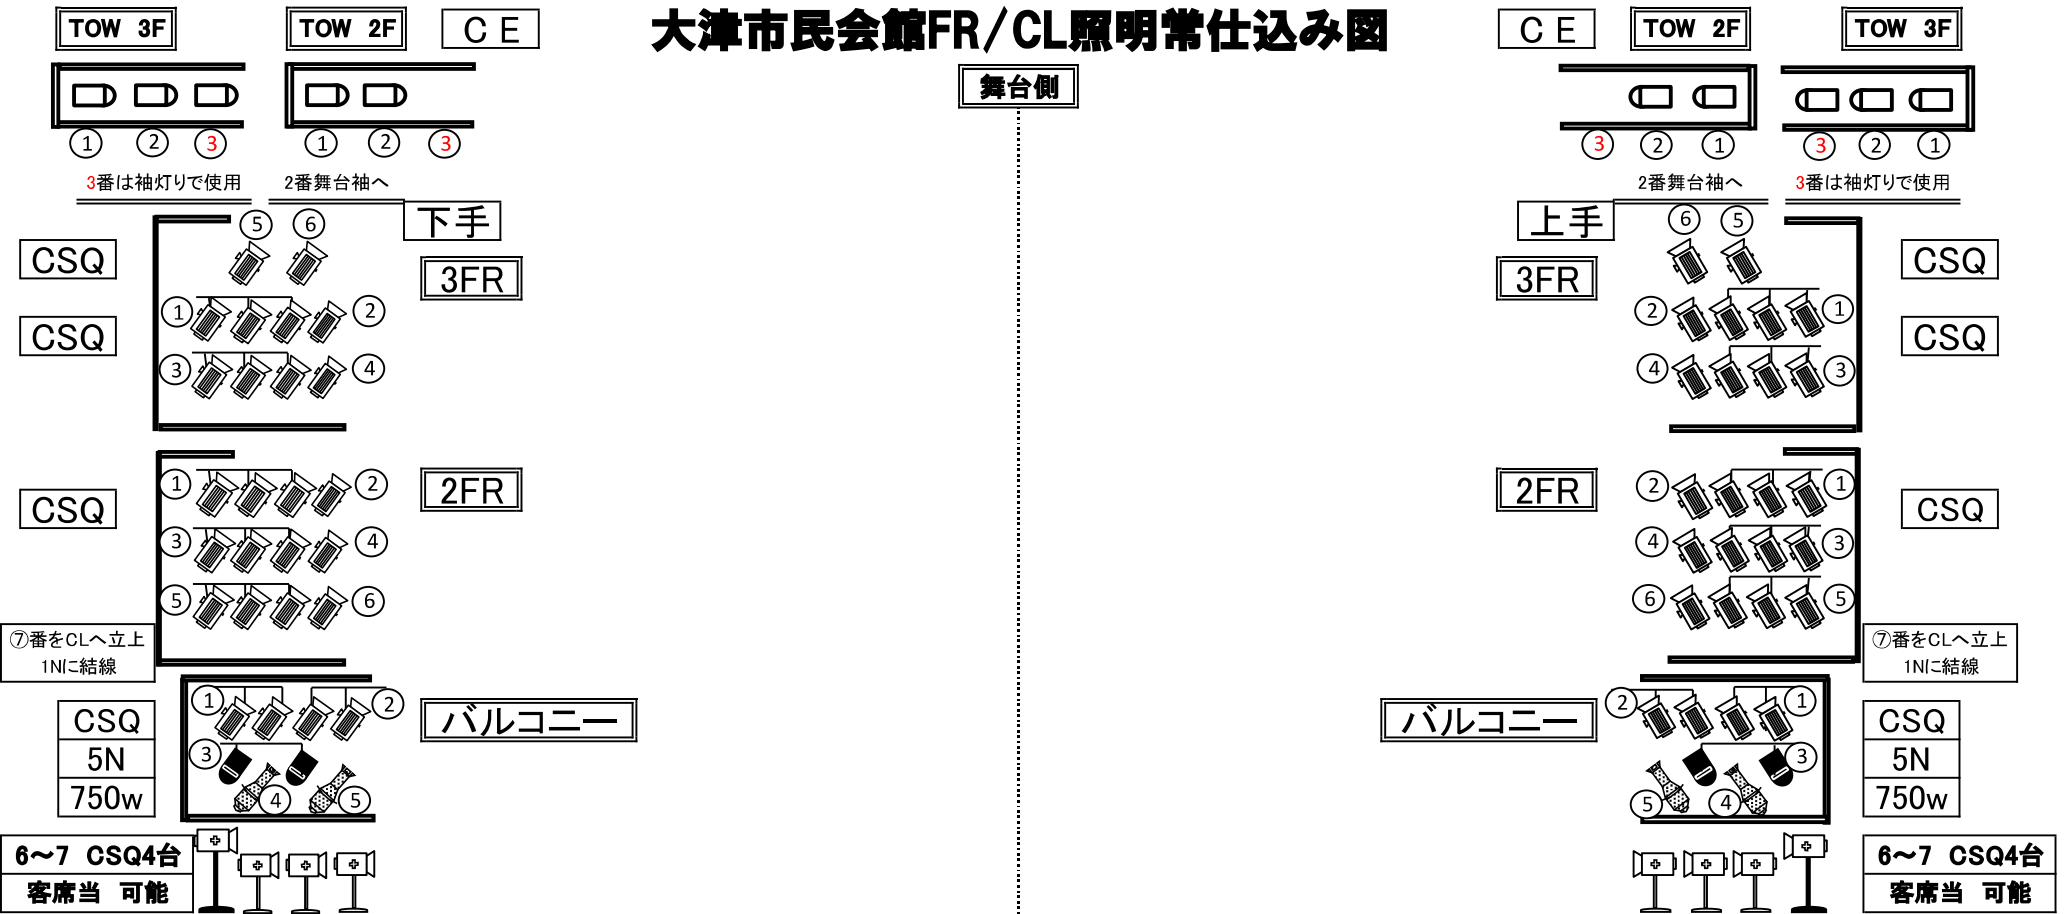 大津市民会館FR/CL照明常仕込み図
TOW 3F
TOW 2F
ＣＥ
ＣＥ
TOW 2F
TOW 3F
舞台側
① ② ③
① ② ③
③ ② ①
③ ② ①
3番は袖灯りで使用
2番舞台袖へ
2番舞台袖へ
3番は袖灯りで使用
下手
上手
⑤ ⑥
⑥ ⑤
CSQ
3FR
3FR
CSQ
① ②
② ①
CSQ
CSQ
③ ④
④ ③
① ②
2FR
2FR
② ①
CSQ
CSQ
③ ④
④ ③
⑤ ⑥
⑥ ⑤
⑦番をCLへ立上
1Nに結線
⑦番をCLへ立上
1Nに結線
① ②
② ①
CSQ
バルコニー
バルコニー
CSQ
③
③
5N
5N
750w
④ ⑤
⑤ ④
750w
6～7 CSQ4台
客席当 可能
6～7 CSQ4台
客席当 可能